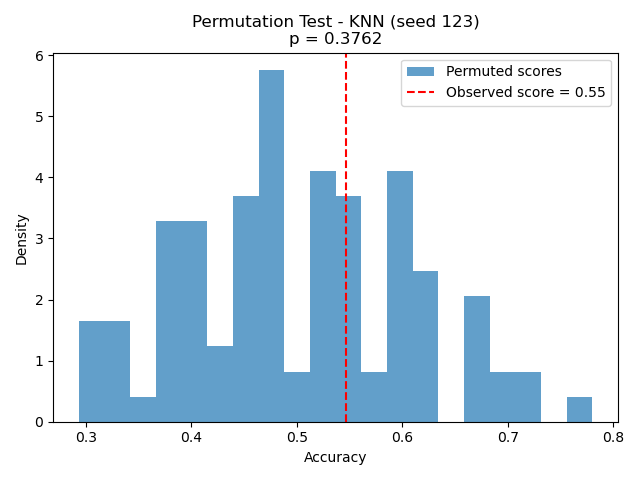 Permutation Test - KNN (seed 123)
p = 0.3762
Permuted scores
Observed score = 0.55
Density
6
5
4
3
2
1
0
0.3 0.4 0.5 0.6 0.7 0.8
Accuracy